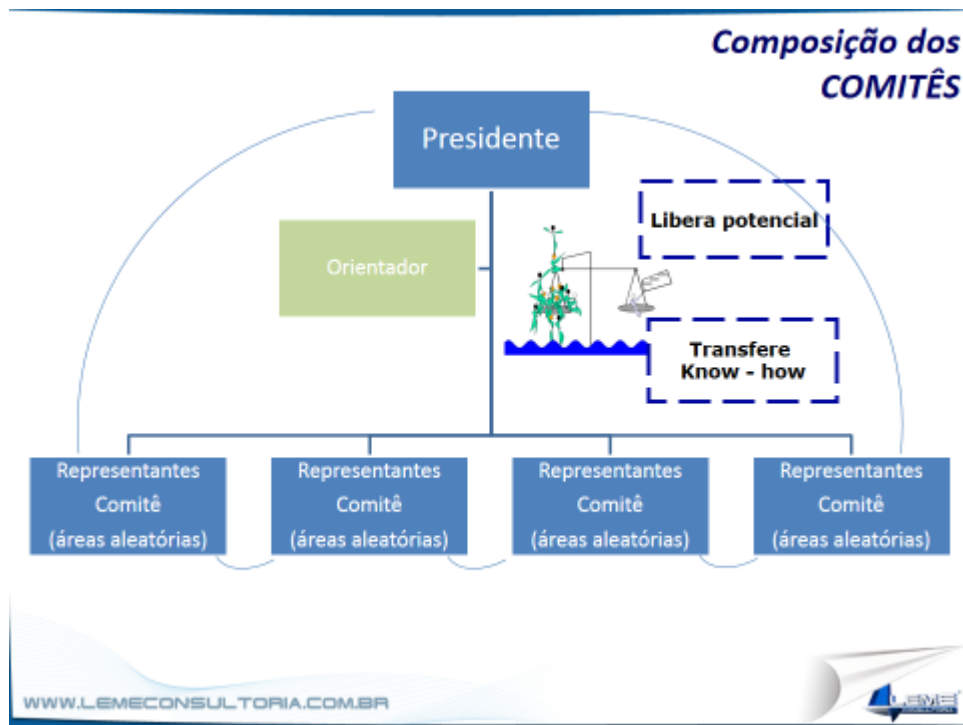 Composição dos
COMITÊS
Presidente
Orientador
Libera potencial
Transfere
Know - how
Representantes
Comitê
(áreas aleatórias)
Representantes
Comitê
(áreas aleatórias)
Representantes
Comitê
(áreas aleatórias)
Representantes
Comitê
(áreas aleatórias)
WWW.LEMECONSULTORIA.COM.BR
LEME